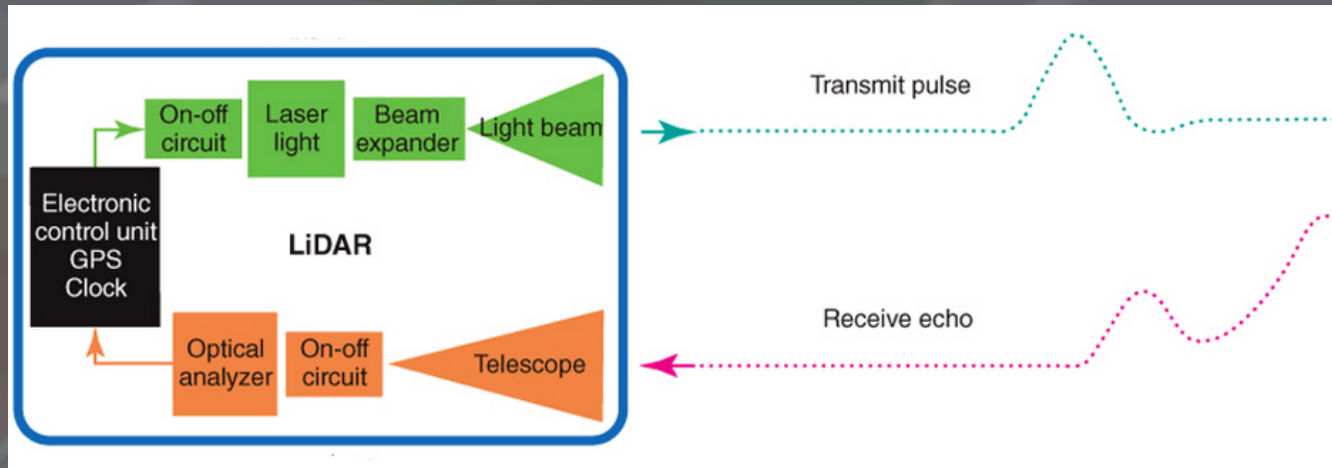 On-off
circuit
Laser
light
Beam
expander
Light beam
Transmit pulse
Electronic
control unit
GPS
Clock
LiDAR
Optical
analyzer
On-off
circuit
Telescope
Receive echo